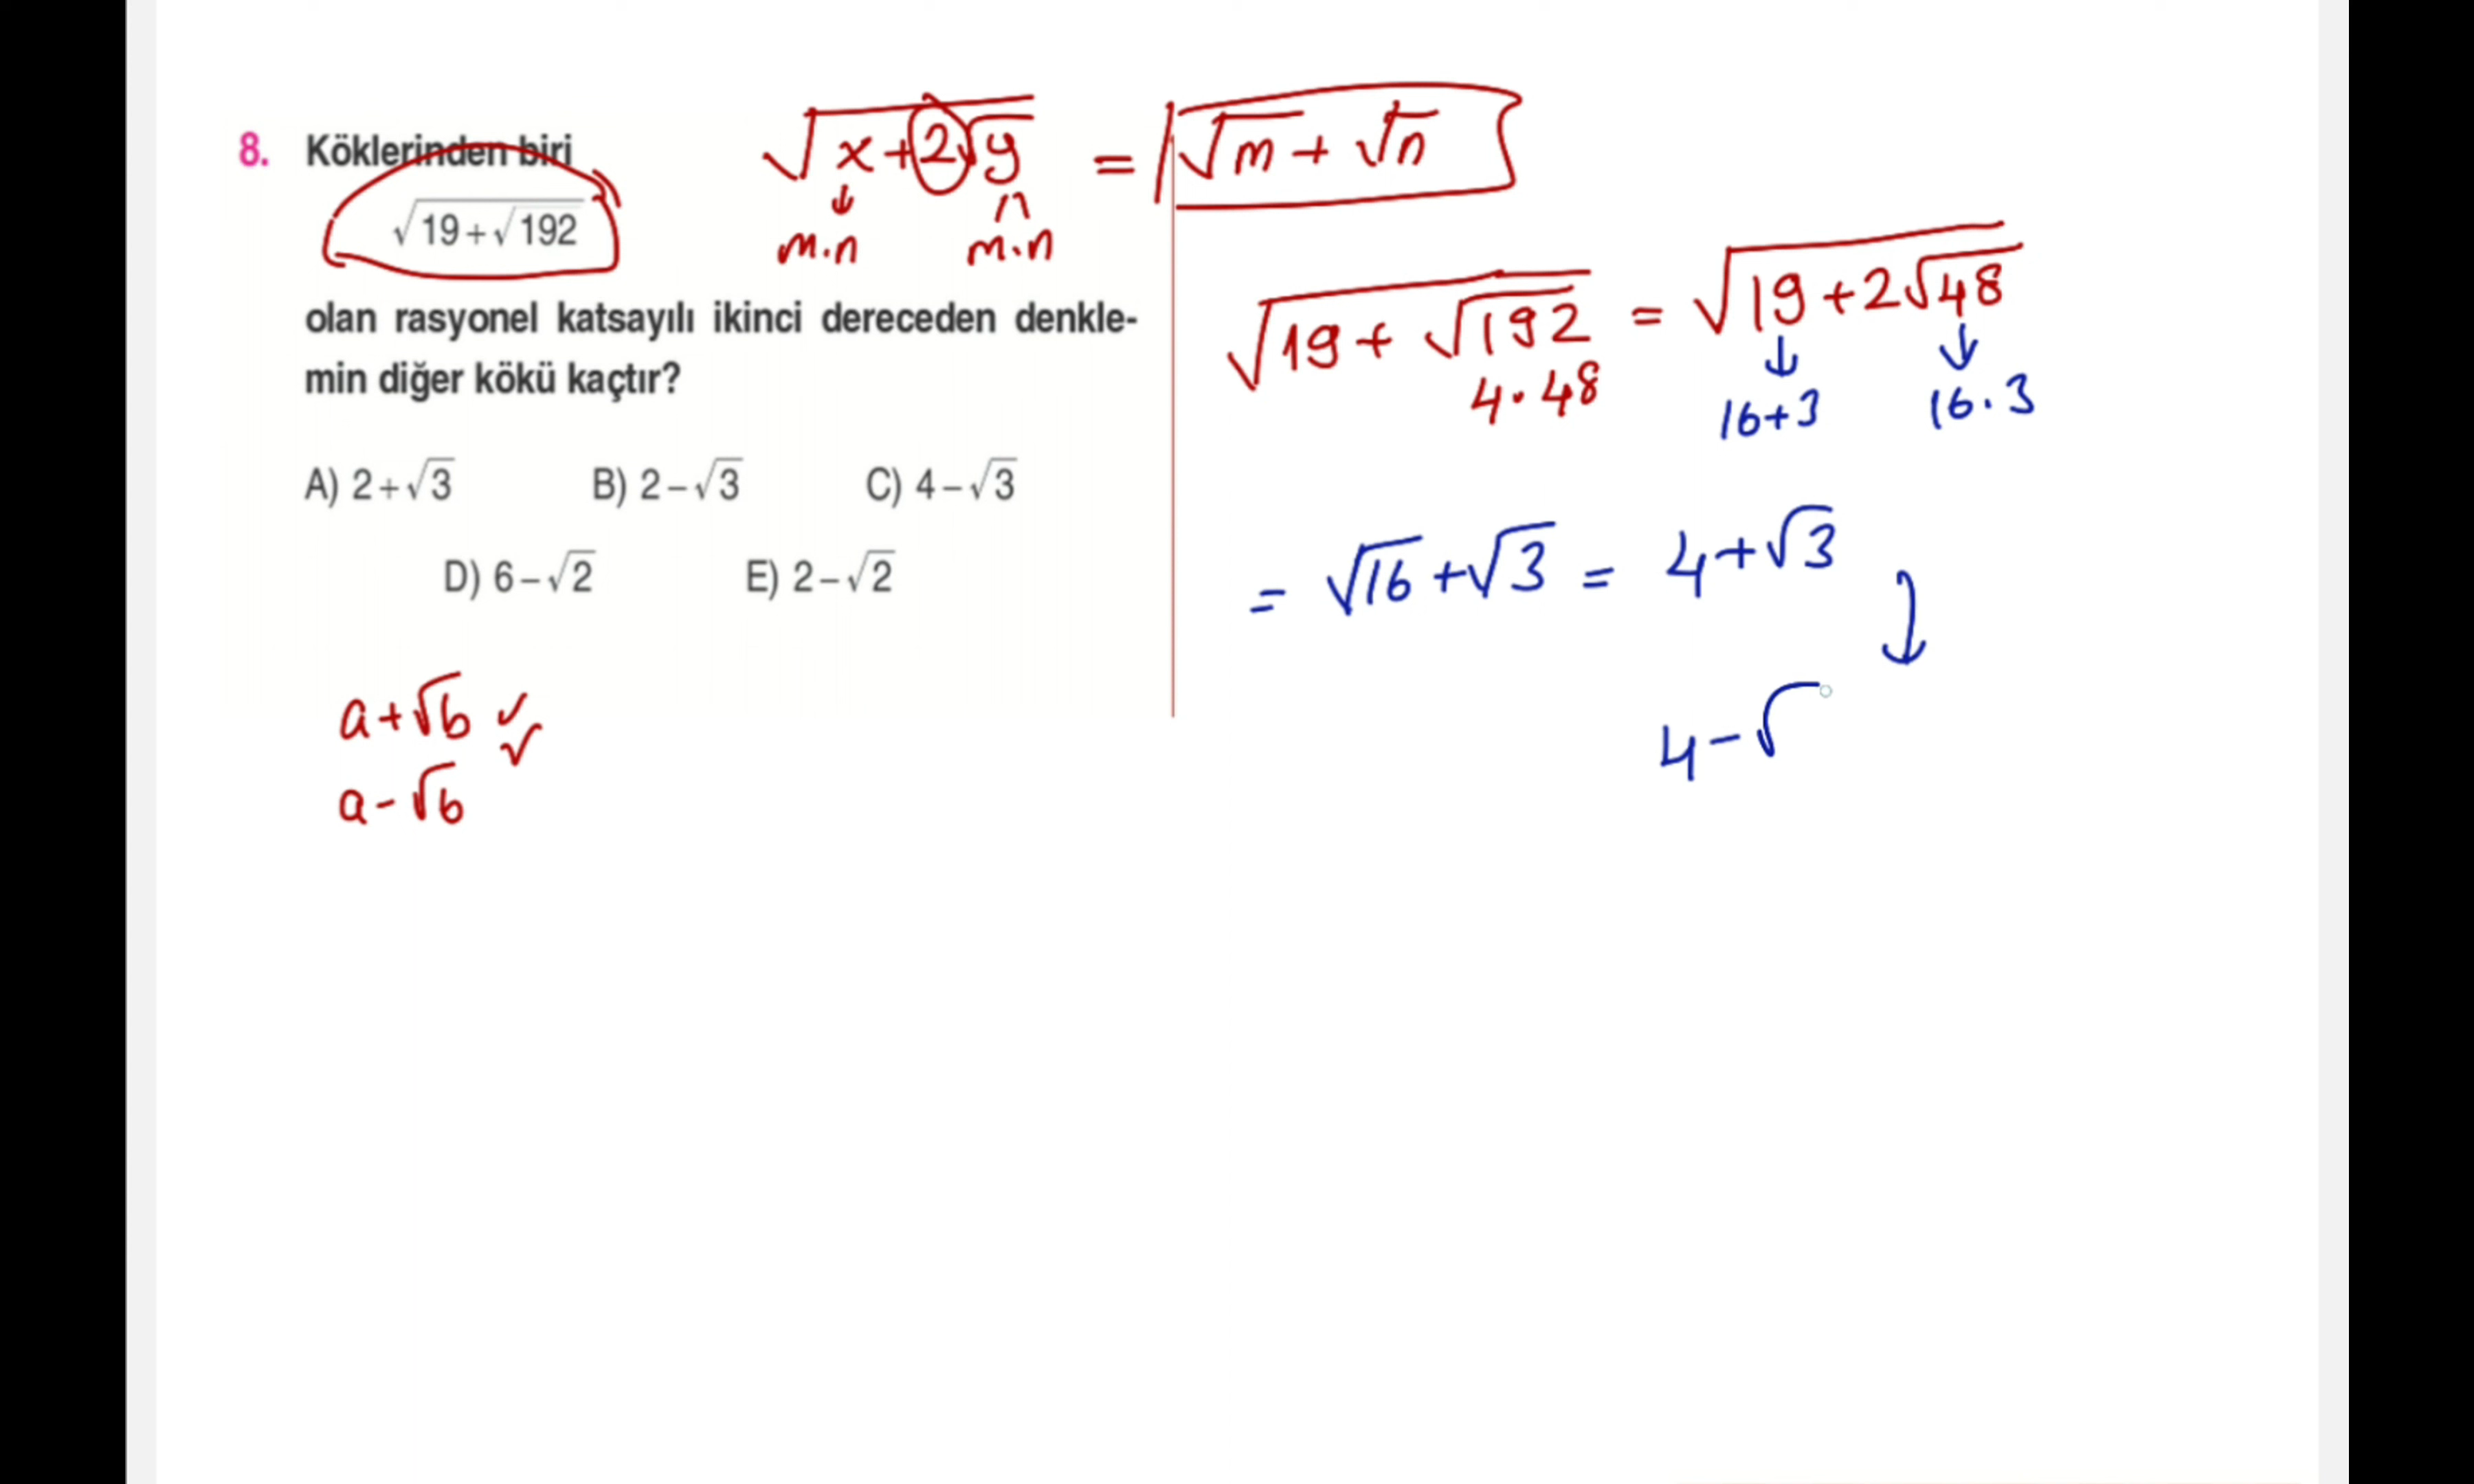 8. Köklerinden biri
√(19+√192)
olan rasyonel katsayılı ikinci dereceden denkle-
min diğer kökü kaçtır?
A) 2+√3 B) 2−√3 C) 4−√3
D) 6−√2 E) 2−√2
a+√b ✓
✓
a-√b
√(x+2√y) = |√m + √n
m.n m.n
√(19+√192) = √(19+2√48)
4.48
16+3 16.3
= √16+√3 = 4+√3
4-√